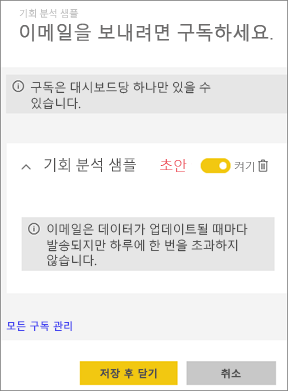 기회 분석 샘플
이메일을 보내려면 구독하세요.
구독은 대시보드당 하나만 있을 수
있습니다.
기회 분석 샘플 초안 켜기
이메일은 데이터가 업데이트될 때마다
발송되지만 하루에 한 번을 초과하지
않습니다.
모든 구독 관리
저장 후 닫기 취소